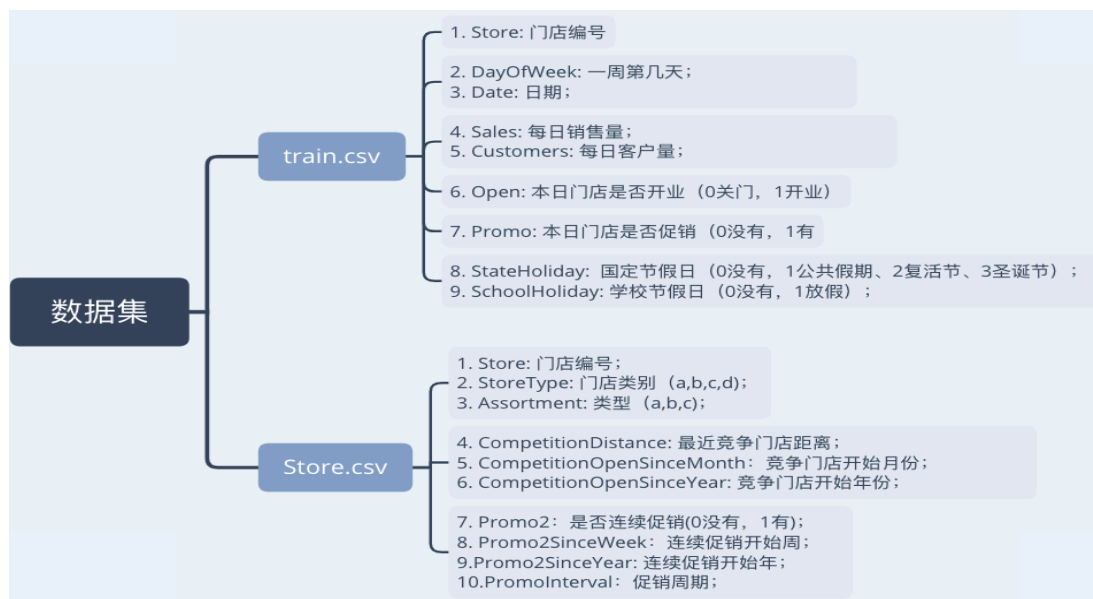 数据集
train.csv
1. Store: 门店编号
2. DayOfWeek: 一周第几天；
3. Date: 日期；
4. Sales: 每日销售量；
5. Customers: 每日客户量；
6. Open: 本日门店是否开业（0关门，1开业）
7. Promo: 本日门店是否促销（0没有，1有
8. StateHoliday: 国定节假日（0没有，1公共假期、2复活节、3圣诞节）；
9. SchoolHoliday: 学校节假日（0没有，1放假）；
Store.csv
1. Store: 门店编号；
2. StoreType: 门店类别（a,b,c,d)；
3. Assortment: 类型（a,b,c)；
4. CompetitionDistance: 最近竞争门店距离；
5. CompetitionOpenSinceMonth：竞争门店开始月份；
6. CompetitionOpenSinceYear: 竞争门店开始年份；
7. Promo2：是否连续促销(0没有，1有)；
8. Promo2SinceWeek：连续促销开始周；
9.Promo2SinceYear: 连续促销开始年；
10.PromoInterval：促销周期；